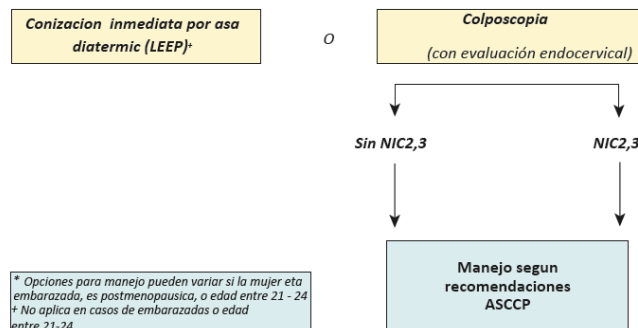 Conizacion inmediata por asa
diatermic (LEEP)+
O
Colposcopia
(con evaluación endocervical)
Sin NIC2,3
NIC2,3
Manejo segun
recomendaciones
ASCCP
* Opciones para manejo pueden variar si la mujer eta
embarazada, es postmenopausica, o edad entre 21 - 24
+ No aplica en casos de embarazadas o edad
entre 21-24